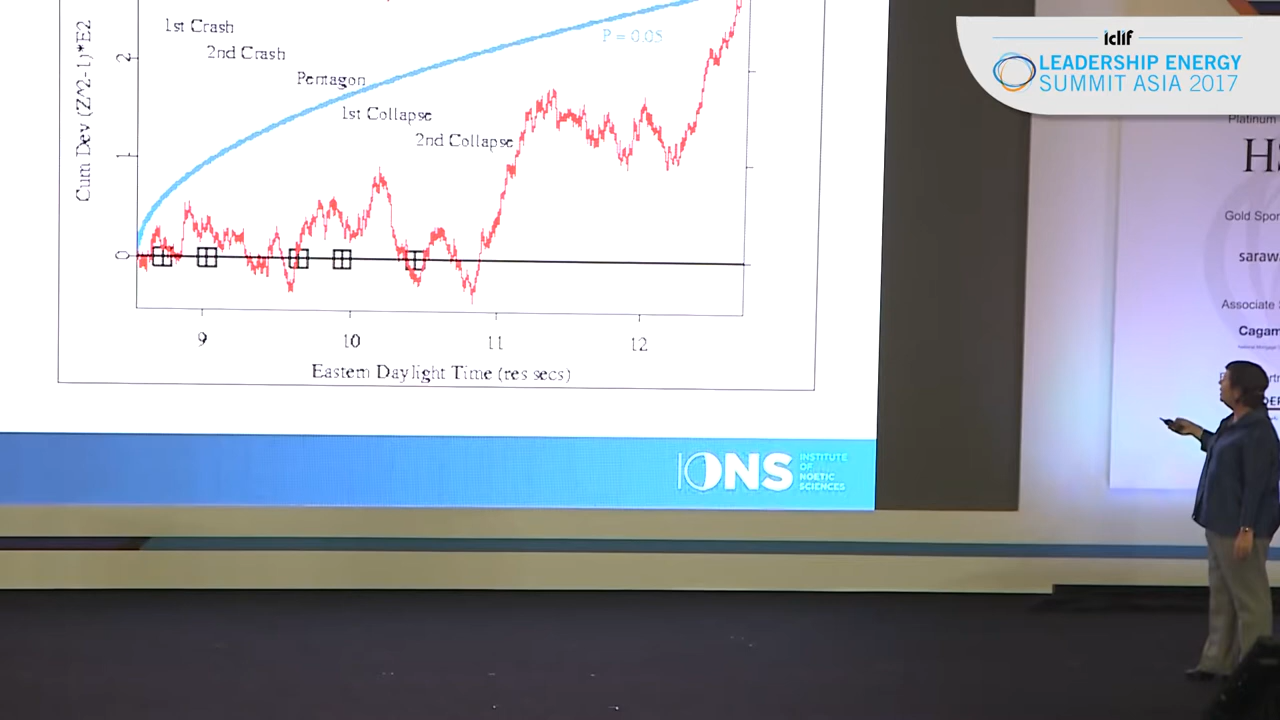 iclif
LEADERSHIP ENERGY
SUMMIT ASIA 2017
1st Crash
2nd Crash
Pentagon
1st Collapse
2nd Collapse
P = 0.05
Cum Dev (Z^2-1)*E2
2
1
0
9
10
11
12
Eastern Daylight Time (res secs)
IONS
INSTITUTE
OF
NOETIC
SCIENCES
Platinum
Gold Spor
saraw
Associate
Cagam